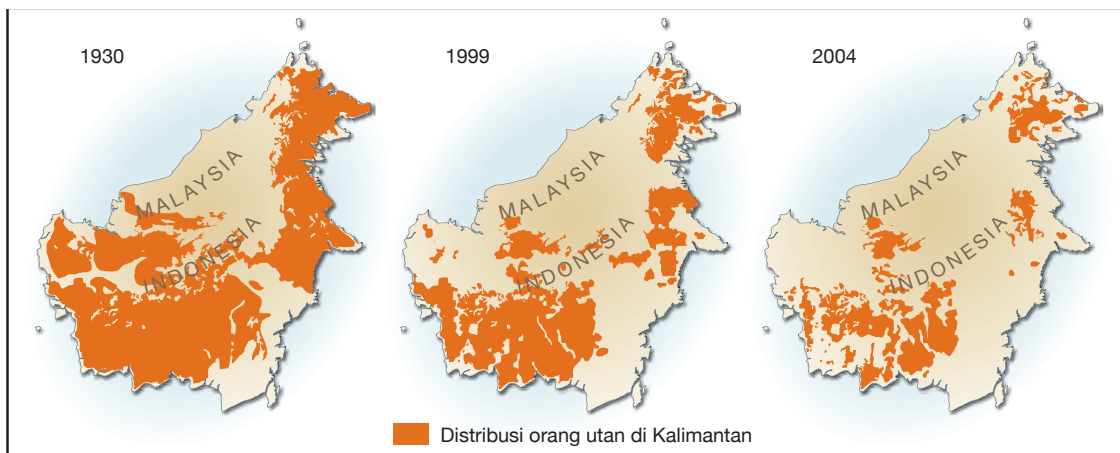 1930
MALAYSIA
INDONESIA
1999
MALAYSIA
INDONESIA
2004
MALAYSIA
INDONESIA
Distribusi orang utan di Kalimantan